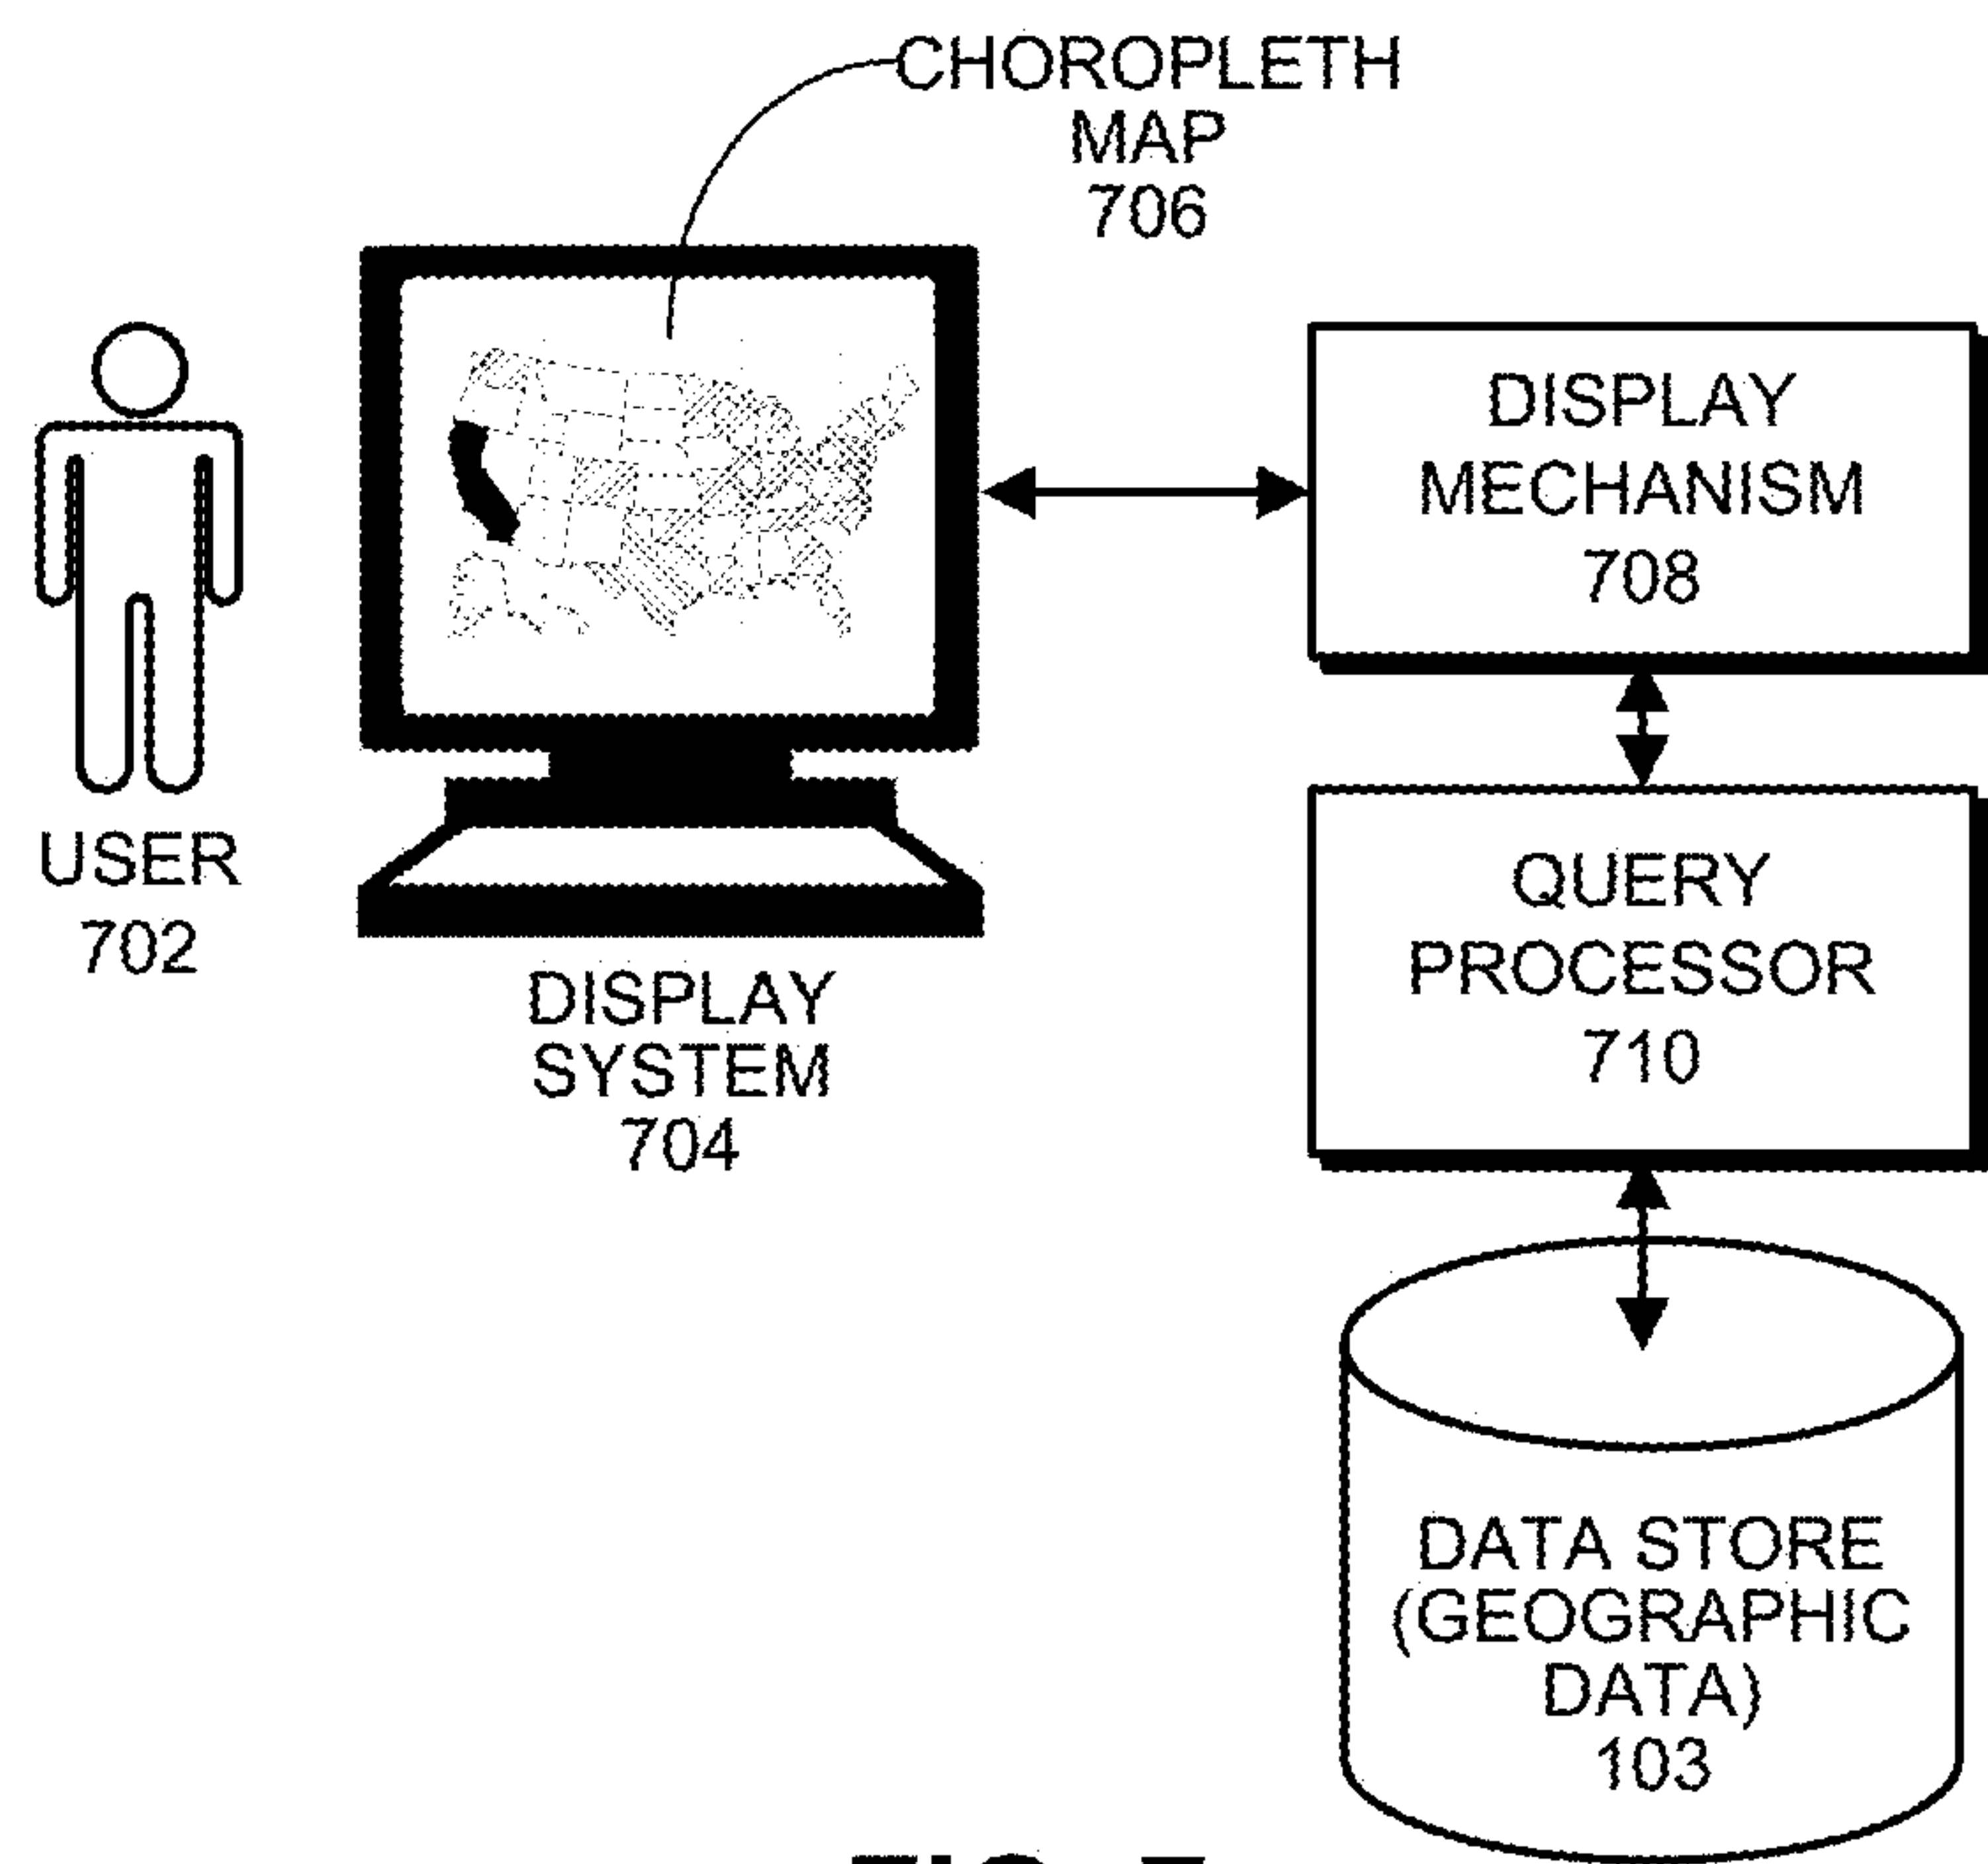 CHOROPLETH
MAP
706
DISPLAY
MECHANISM
708
USER
702
QUERY
PROCESSOR
710
DISPLAY
SYSTEM
704
DATA STORE
(GEOGRAPHIC
DATA)
103